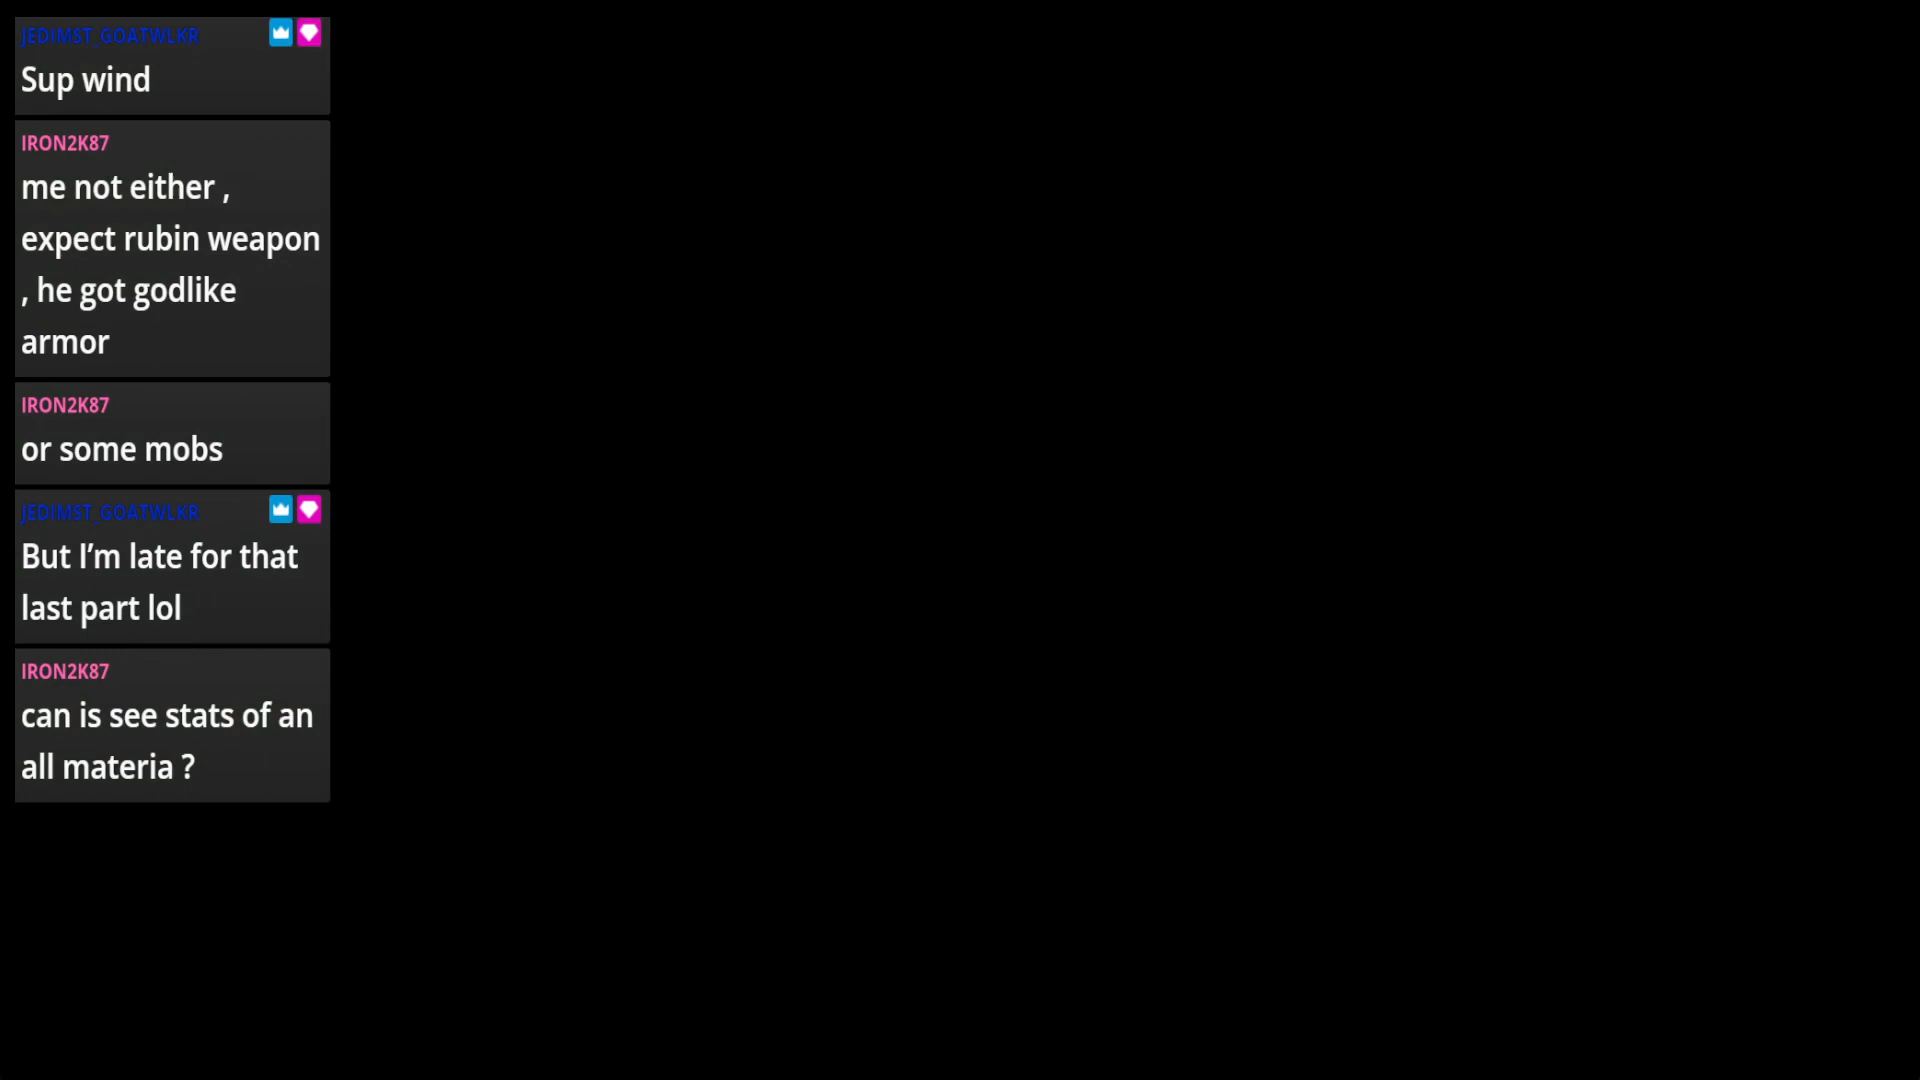 JEDIMST_GOATWLKR
Sup wind
IRON2K87
me not either ,
expect rubin weapon
, he got godlike
armor
IRON2K87
or some mobs
JEDIMST_GOATWLKR
But I’m late for that
last part lol
IRON2K87
can is see stats of an
all materia ?